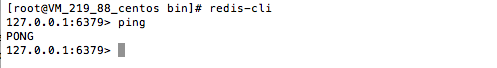 [root@VM_219_88_centos bin]# redis-cli
127.0.0.1:6379> ping
PONG
127.0.0.1:6379>